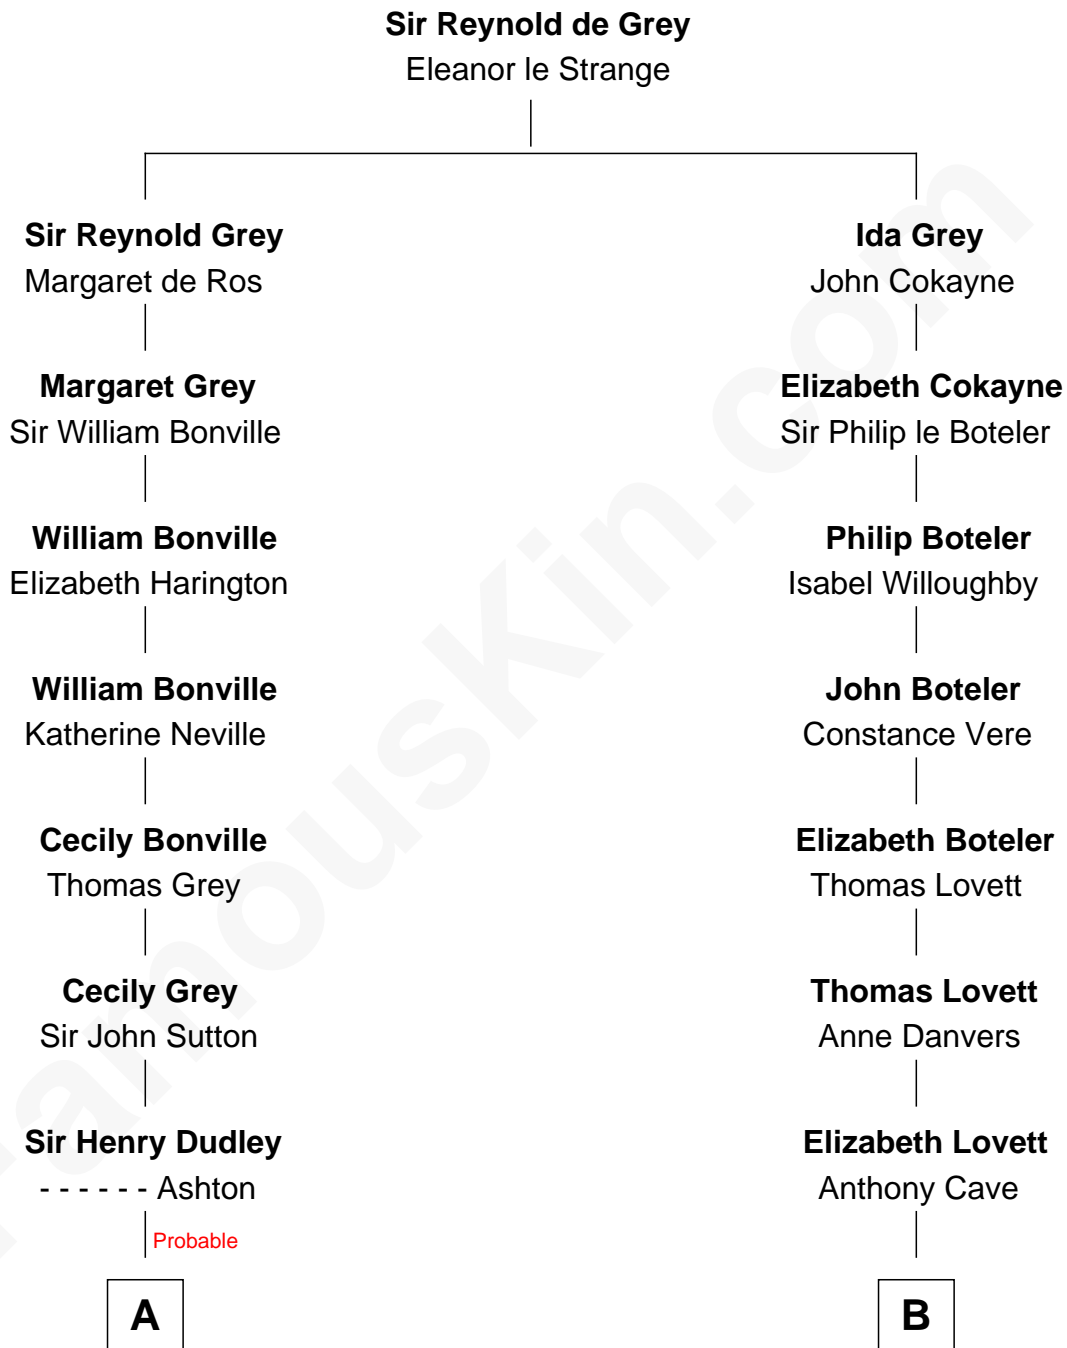 Sir Reynold de Grey
Eleanor le Strange
Sir Reynold Grey
Margaret de Ros
Ida Grey
John Cokayne
Margaret Grey
Sir William Bonville
Elizabeth Cokayne
Sir Philip le Boteler
William Bonville
Elizabeth Harington
Philip Boteler
Isabel Willoughby
William Bonville
Katherine Neville
John Boteler
Constance Vere
Cecily Bonville
Thomas Grey
Elizabeth Boteler
Thomas Lovett
Cecily Grey
Sir John Sutton
Thomas Lovett
Anne Danvers
Sir Henry Dudley
- - - - - - Ashton
Elizabeth Lovett
Anthony Cave
Probable
A
B
FamousKin.com